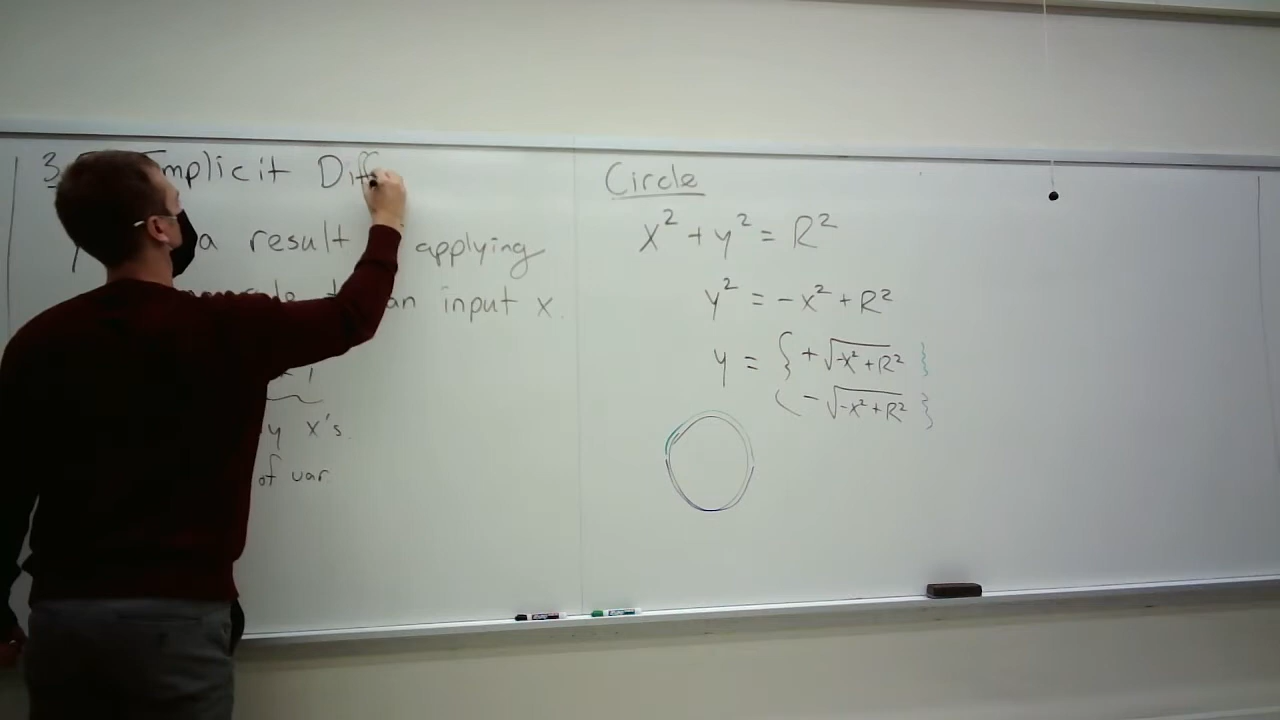 3 Implicit Diff
a result applying
an input x.
y x's.
of var
Circle
x² + y² = R²
y² = -x² + R²
y = { +√-x²+R² }
( -√-x²+R² }